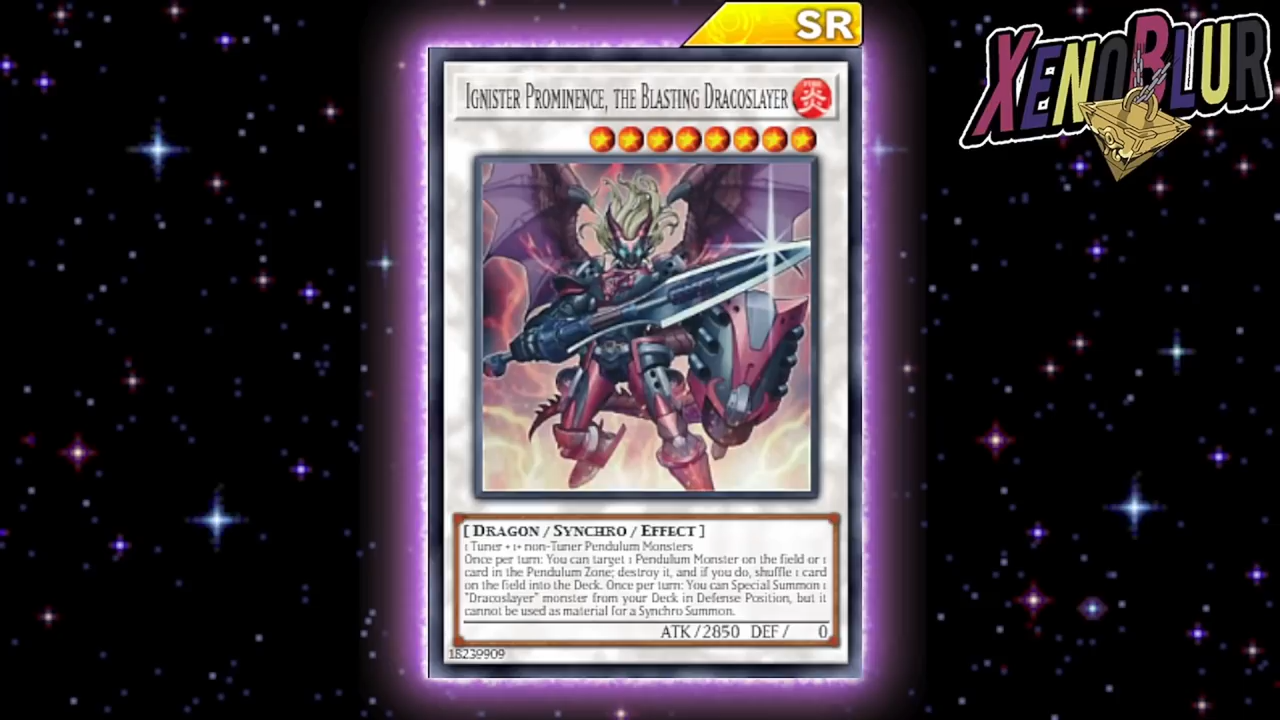 SR
XENOBLUR
IGNISTER PROMINENCE, THE BLASTING DRACOSLAYER
炎
[ DRAGON / SYNCHRO / EFFECT ]
1 Tuner + 1+ non-Tuner Pendulum Monsters
Once per turn: You can target 1 Pendulum Monster on the field or 1
card in the Pendulum Zone; destroy it, and if you do, shuffle 1 card
on the field into the Deck. Once per turn: You can Special Summon 1
"Dracoslayer" monster from your Deck in Defense Position, but it
cannot be used as material for a Synchro Summon.
ATK / 2850 DEF / 0
18239909